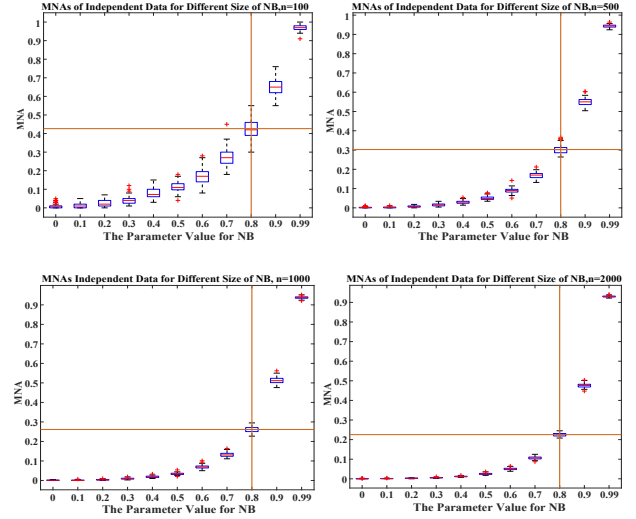 MNAs of Independent Data for Different Size of NB,n=100
1
0.9
0.8
0.7
0.6
0.5
0.4
0.3
0.2
0.1
0
MNA
0 0.1 0.2 0.3 0.4 0.5 0.6 0.7 0.8 0.9 0.99
The Parameter Value for NB
MNAs of Independent Data for Different Size of NB,n=500
1
0.9
0.8
0.7
0.6
0.5
0.4
0.3
0.2
0.1
0
MNA
0 0.1 0.2 0.3 0.4 0.5 0.6 0.7 0.8 0.9 0.99
The Parameter Value for NB
MNAs Independent Data for Different Size of NB, n=1000
0.9
0.8
0.7
0.6
0.5
0.4
0.3
0.2
0.1
0
MNA
0 0.1 0.2 0.3 0.4 0.5 0.6 0.7 0.8 0.9 0.99
The Parameter Value for NB
MNAs of Independent Data for Different Size of NB,n=2000
0.9
0.8
0.7
0.6
0.5
0.4
0.3
0.2
0.1
0
MNA
0 0.1 0.2 0.3 0.4 0.5 0.6 0.7 0.8 0.9 0.99
The Parameter Value for NB